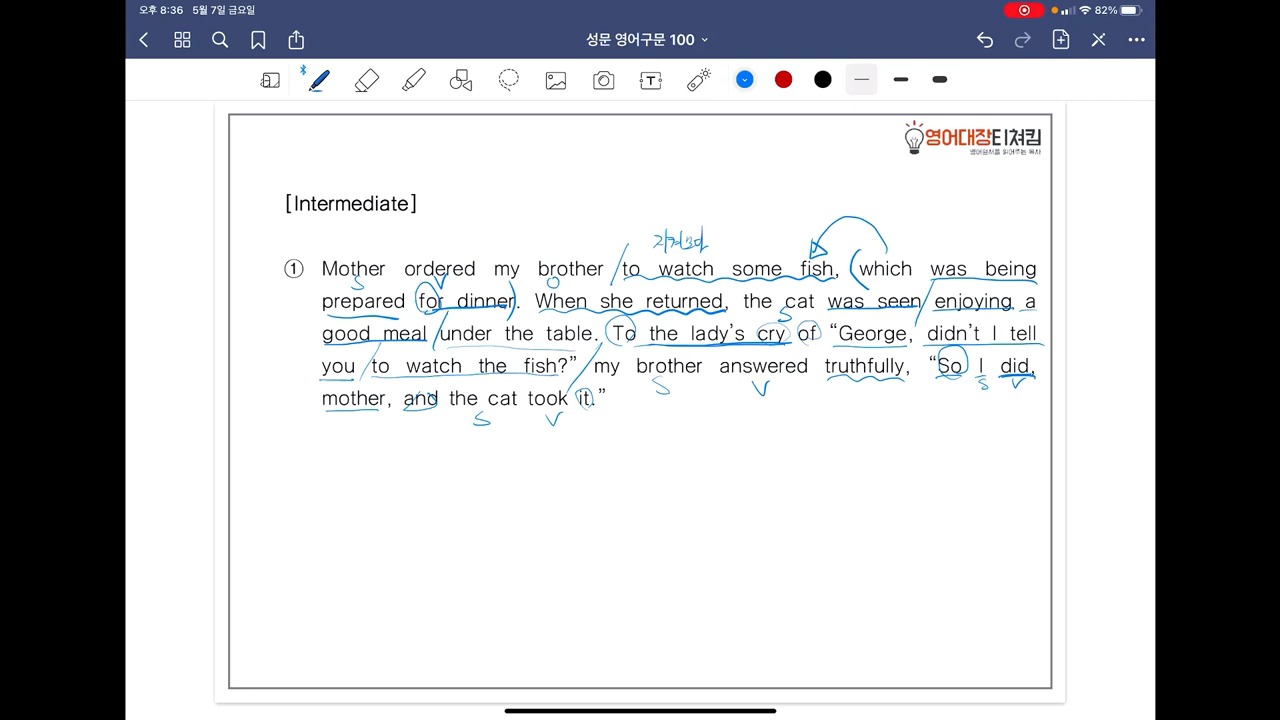 오후 8:36 5월 7일 금요일
82%
성문 영어구문 100
영어대장티쳐킴
[Intermediate]
지켜보다
① Mother ordered my brother to watch some fish, (which was being
S V O
prepared for dinner). When she returned, the cat was seen enjoying a
S
good meal under the table. To the lady's cry of “George, didn't I tell
you to watch the fish?” my brother answered truthfully, “So I did,
S V S V
mother, and the cat took it.”
S V